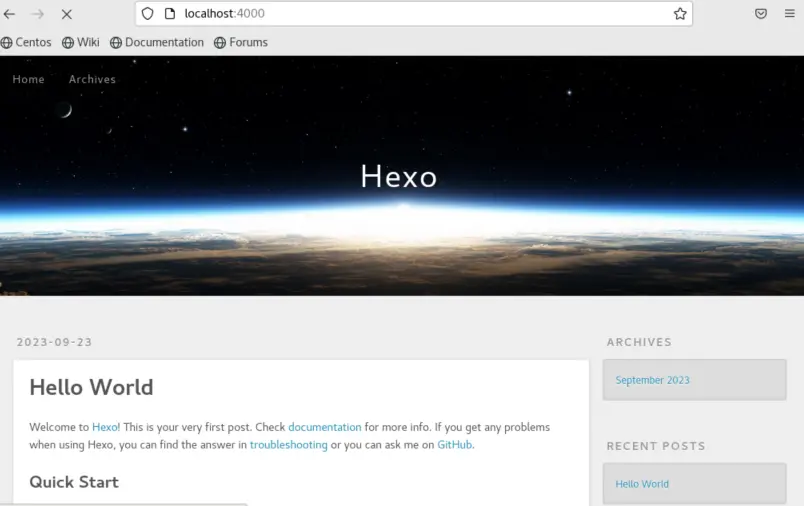 localhost:4000
Centos Wiki Documentation Forums
Home Archives
Hexo
2023-09-23
Hello World
Welcome to Hexo! This is your very first post. Check documentation for more info. If you get any problems
when using Hexo, you can find the answer in troubleshooting or you can ask me on GitHub.
Quick Start
ARCHIVES
September 2023
RECENT POSTS
Hello World